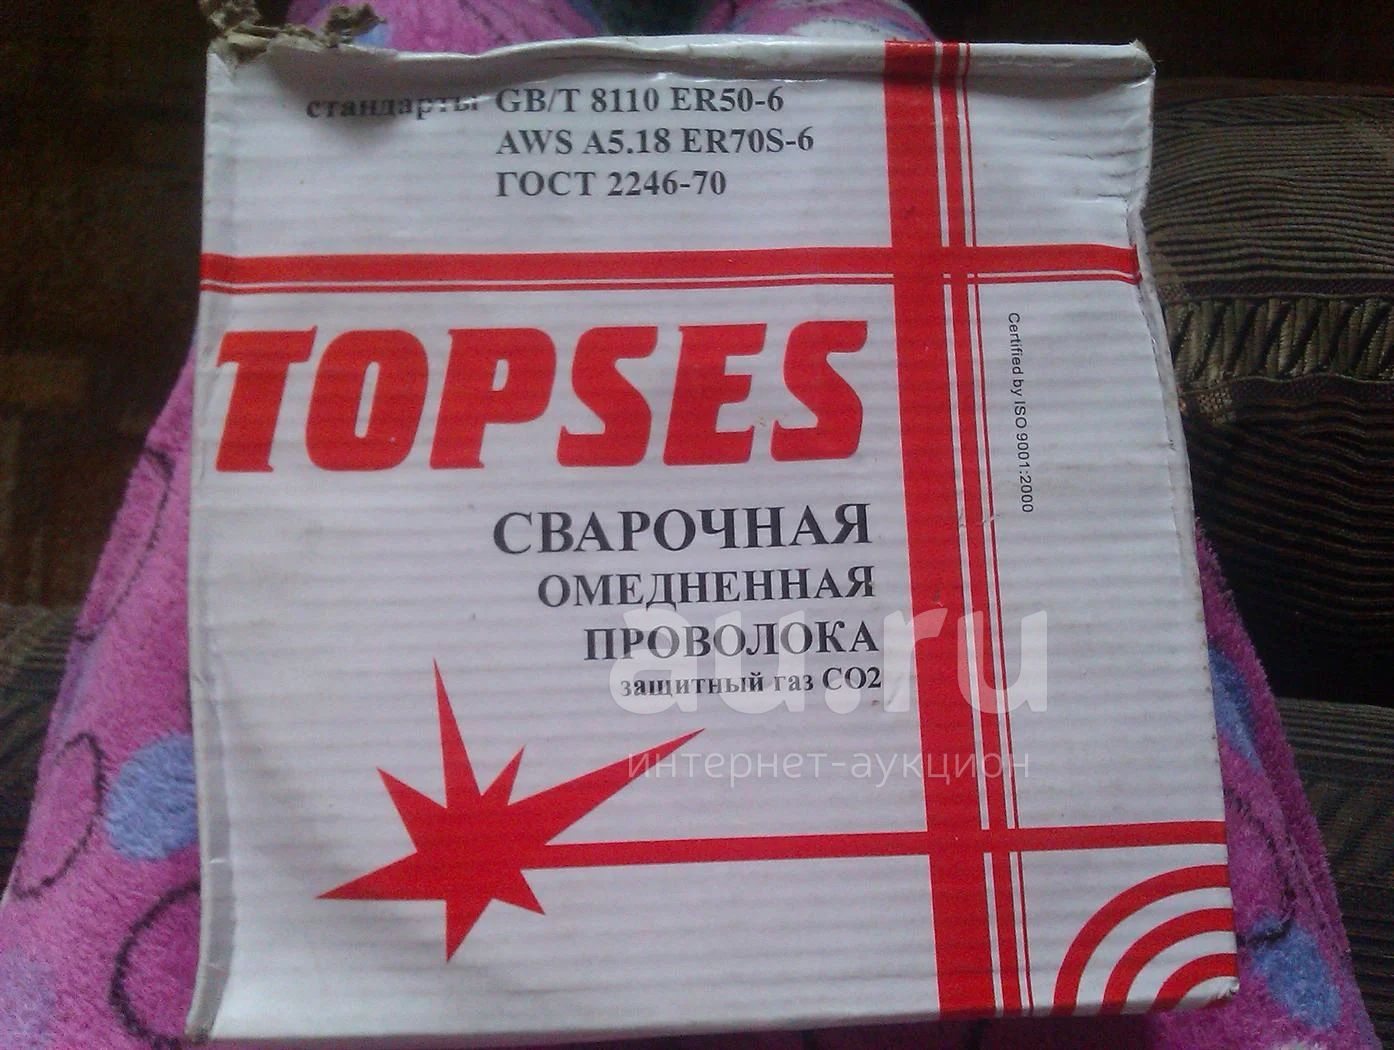 стандарты GB/T 8110 ER50-6
AWS A5.18 ER70S-6
ГОСТ 2246-70
TOPSES
Certified by ISO 9001:2000
СВАРОЧНАЯ
ОМЕДНЕННАЯ
ПРОВОЛОКА
защитный газ СО2
au.ru
интернет-аукцион